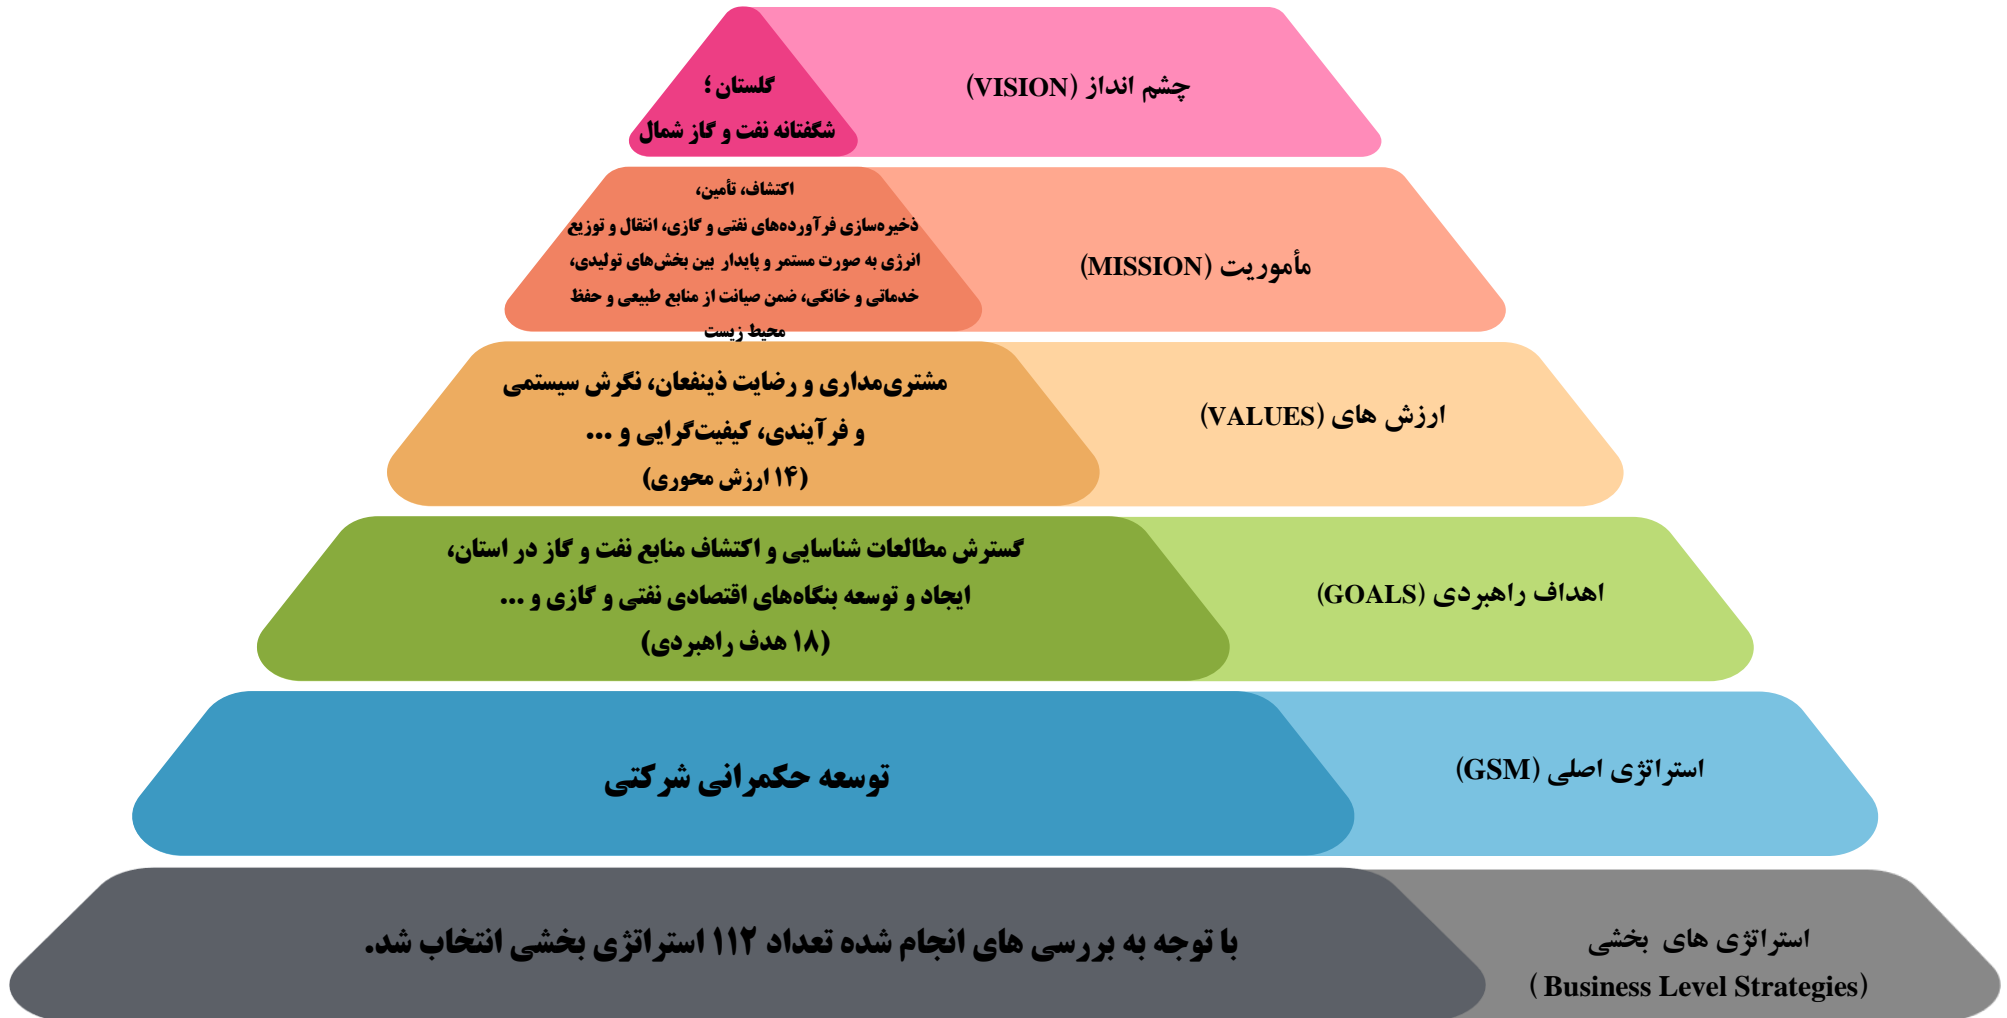 چشم انداز (VISION)
گلستان ؛
شگفتانه نفت و گاز شمال
مأموریت (MISSION)
اکتشاف، تأمین،
ذخیره‌سازی فرآورده‌های نفتی و گازی، انتقال و توزیع
انرژی به صورت مستمر و پایدار بین بخش‌های تولیدی،
خدماتی و خانگی، ضمن صیانت از منابع طبیعی و حفظ
محیط زیست
ارزش های (VALUES)
مشتری‌مداری و رضایت ذینفعان، نگرش سیستمی
و فرآیندی، کیفیت‌گرایی و ...
(۱۴ ارزش محوری)
اهداف راهبردی (GOALS)
گسترش مطالعات شناسایی و اکتشاف منابع نفت و گاز در استان،
ایجاد و توسعه بنگاه‌های اقتصادی نفتی و گازی و ...
(۱۸ هدف راهبردی)
استراتژی اصلی (GSM)
توسعه حکمرانی شرکتی
استراتژی های بخشی
(Business Level Strategies )
با توجه به بررسی های انجام شده تعداد ۱۱۲ استراتژی بخشی انتخاب شد.